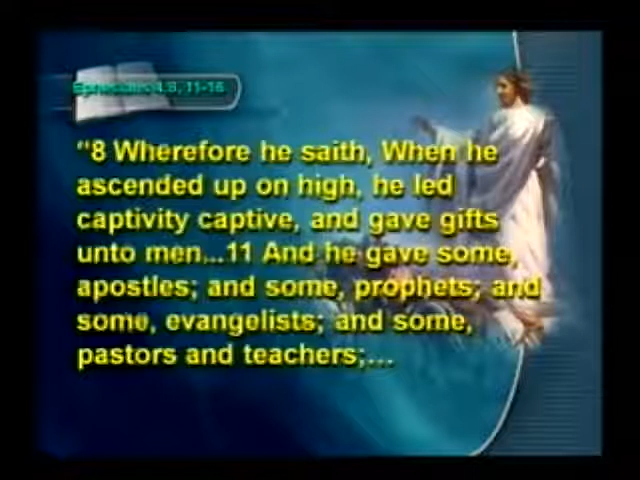 Ephesians 4:8, 11-16
"8 Wherefore he saith, When he
ascended up on high, he led
captivity captive, and gave gifts
unto men...11 And he gave some,
apostles; and some, prophets; and
some, evangelists; and some,
pastors and teachers;...